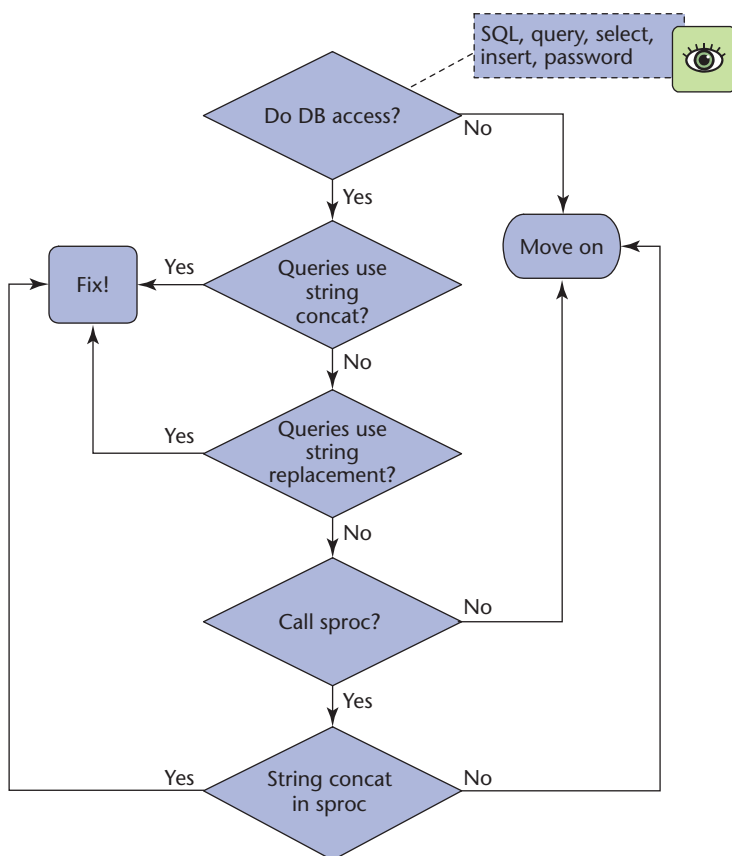 SQL, query, select,
insert, password
Do DB access?
No
Yes
Move on
Fix!
Yes
Queries use
string
concat?
No
Yes
Queries use
string
replacement?
No
Call sproc?
No
Yes
Yes
String concat
in sproc
No